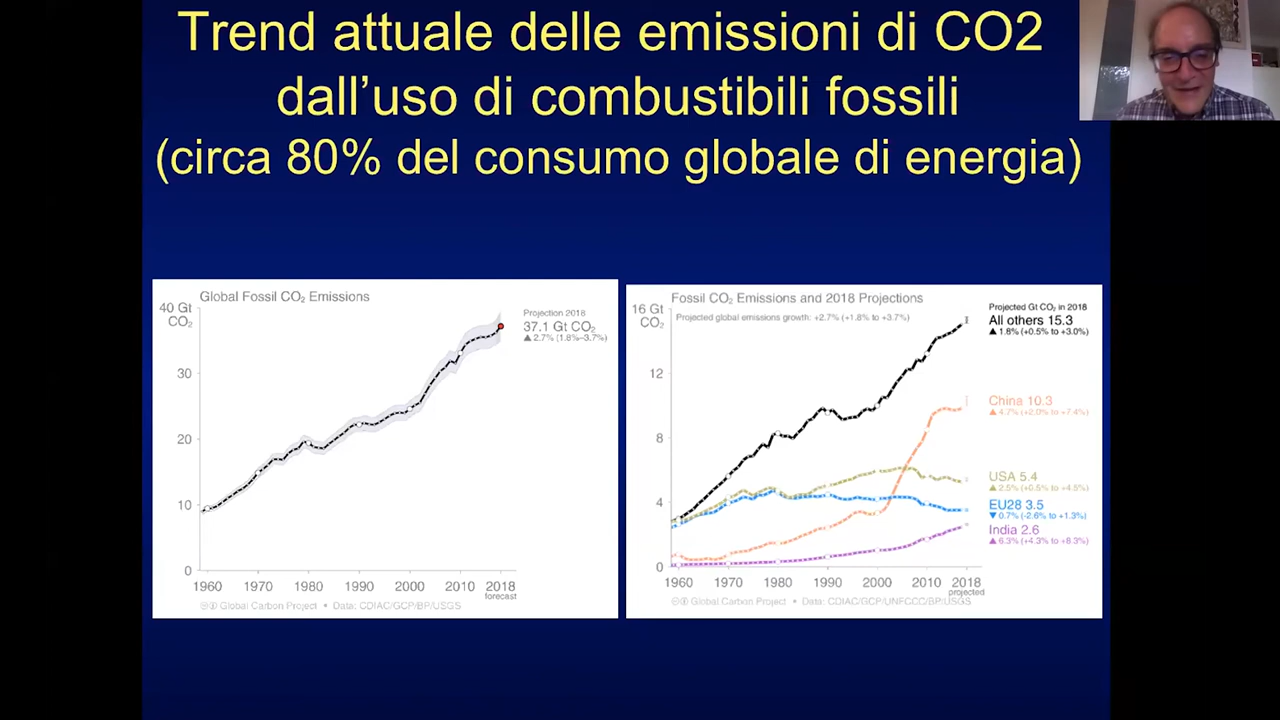 Trend attuale delle emissioni di CO2
dall'uso di combustibili fossili
(circa 80% del consumo globale di energia)
Global Fossil CO₂ Emissions
40 Gt
CO₂
30
20
10
0
1960
1970
1980
1990
2000
2010
2018
forecast
Projection 2018
37.1 Gt CO₂
▲ 2.7% (1.8%–3.7%)
Global Carbon Project • Data: CDIAC/GCP/BP/USGS
Fossil CO₂ Emissions and 2018 Projections
16 Gt
CO₂
Projected global emissions growth: +2.7% (+1.8% to +3.7%)
12
8
4
0
1960
1970
1980
1990
2000
2010
2018
projected
Projected Gt CO₂ in 2018
All others 15.3
▲ 1.8% (+0.5% to +3.0%)
China 10.3
▲ 4.7% (+2.0% to +7.4%)
USA 5.4
▲ 2.5% (+0.5% to +4.5%)
EU28 3.5
▼ 0.7% (-2.6% to +1.3%)
India 2.6
▲ 6.3% (+4.3% to +8.3%)
Global Carbon Project • Data: CDIAC/GCP/UNFCCC/BP/USGS